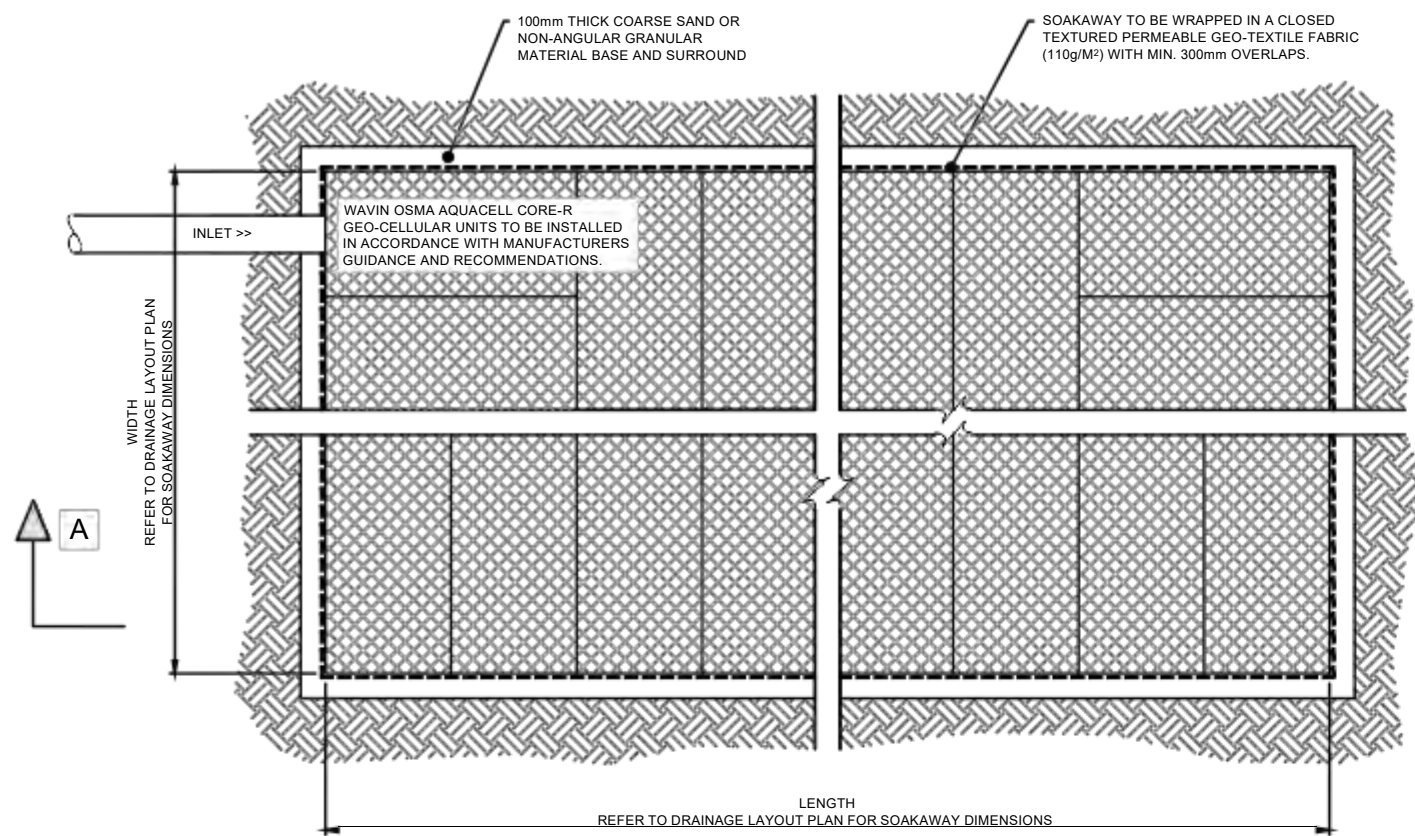 100mm THICK COARSE SAND OR
NON-ANGULAR GRANULAR
MATERIAL BASE AND SURROUND
SOAKAWAY TO BE WRAPPED IN A CLOSED
TEXTURED PERMEABLE GEO-TEXTILE FABRIC
(110g/M²) WITH MIN. 300mm OVERLAPS.
WAVIN OSMA AQUACELL CORE-R
GEO-CELLULAR UNITS TO BE INSTALLED
IN ACCORDANCE WITH MANUFACTURERS
GUIDANCE AND RECOMMENDATIONS.
INLET >>
WIDTH
REFER TO DRAINAGE LAYOUT PLAN
FOR SOAKAWAY DIMENSIONS
A
LENGTH
REFER TO DRAINAGE LAYOUT PLAN FOR SOAKAWAY DIMENSIONS